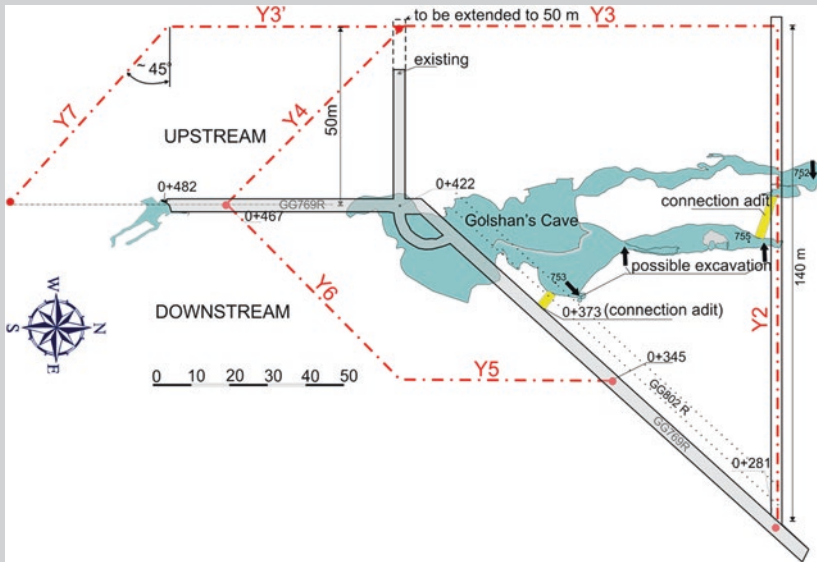 Y3'
to be extended to 50 m
Y3
existing
~ 45°
Y7
Y4
50m
UPSTREAM
752
0+482
0+422
connection adit
GG769R
0+467
Golshan's Cave
755
possible excavation
140 m
753
W
S
N
E
DOWNSTREAM
Y6
0+373 (connection adit)
Y2
0+345
0 10 20 30 40 50
Y5
GG802 R
GG769R
0+281